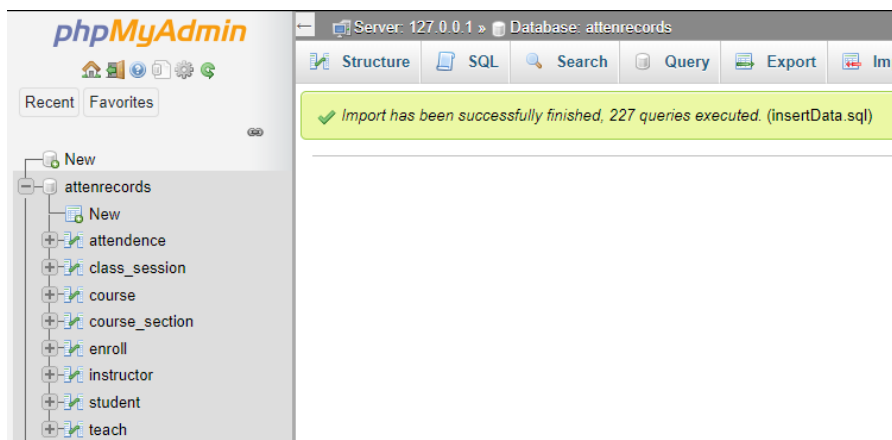 phpMyAdmin
Recent Favorites
New
attenrecords
New
attendence
class_session
course
course_section
enroll
instructor
student
teach
← Server: 127.0.0.1 » Database: attenrecords
Structure SQL Search Query Export Im
Import has been successfully finished, 227 queries executed. (insertData.sql)